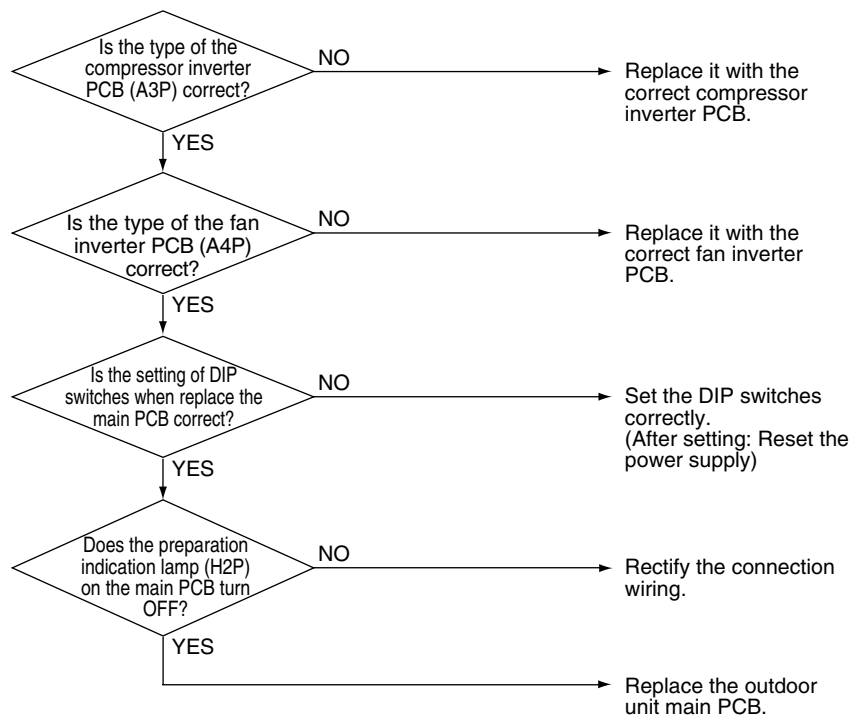 Is the type of the
compressor inverter
PCB (A3P) correct?
NO
Replace it with the
correct compressor
inverter PCB.
YES
Is the type of the fan
inverter PCB (A4P)
correct?
NO
Replace it with the
correct fan inverter
PCB.
YES
Is the setting of DIP
switches when replace the
main PCB correct?
NO
Set the DIP switches
correctly.
(After setting: Reset the
power supply)
YES
Does the preparation
indication lamp (H2P)
on the main PCB turn
OFF?
NO
Rectify the connection
wiring.
YES
Replace the outdoor
unit main PCB.